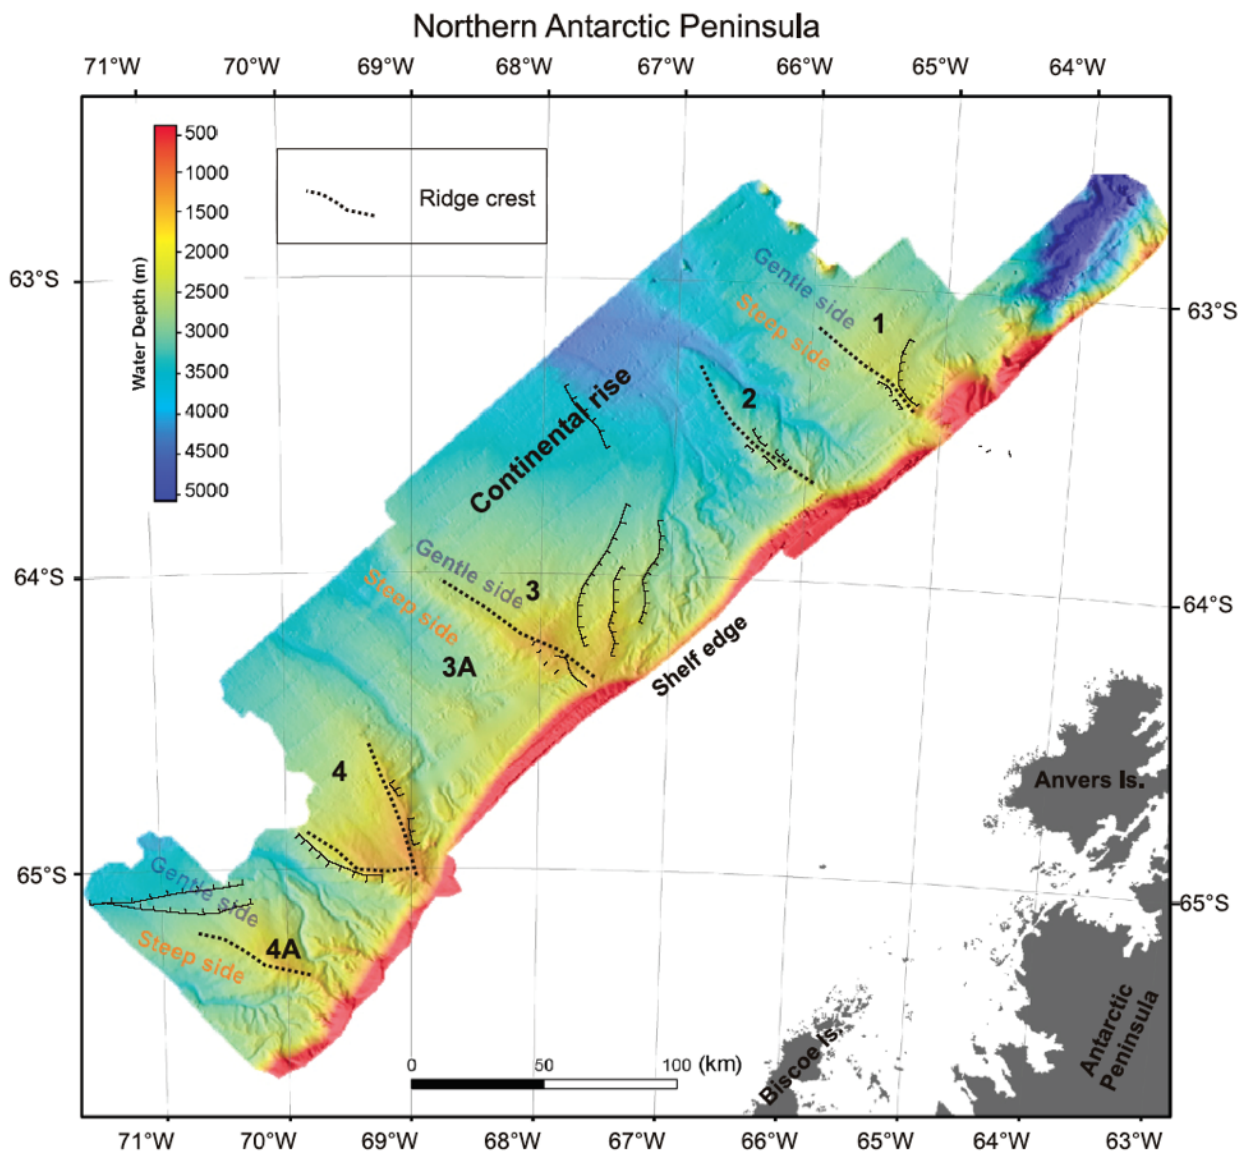 Northern Antarctic Peninsula
71°W 70°W 69°W 68°W 67°W 66°W 65°W 64°W
Water Depth (m)
500
1000
1500
2000
2500
3000
3500
4000
4500
5000
Ridge crest
63°S
63°S
Gentle side
Steep side
1
2
Continental rise
64°S
64°S
Gentle side
Steep side
3
3A
Shelf edge
4
Anvers Is.
65°S
65°S
Gentle side
Steep side
4A
Antarctic
Peninsula
Biscoe Is.
0 50 100 (km)
71°W 70°W 69°W 68°W 67°W 66°W 65°W 64°W 63°W